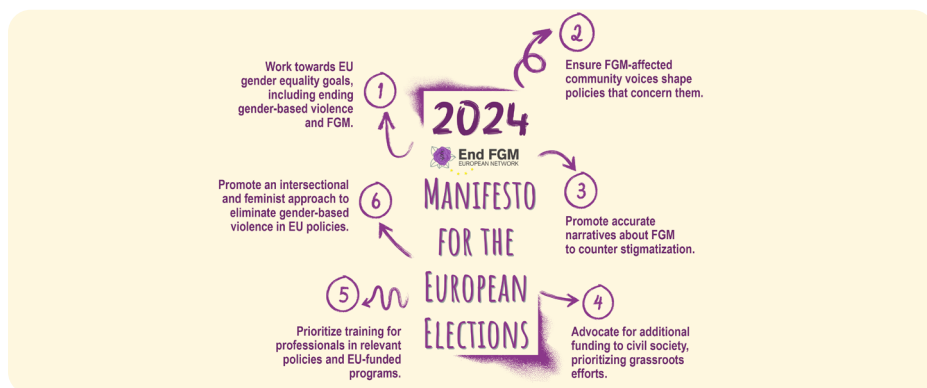 2024
End FGM
EUROPEAN NETWORK
MANIFESTO
FOR THE
EUROPEAN
ELECTIONS
1
Work towards EU
gender equality goals,
including ending
gender-based violence
and FGM.
2
Ensure FGM-affected
community voices shape
policies that concern them.
3
Promote accurate
narratives about FGM
to counter stigmatization.
4
Advocate for additional
funding to civil society,
prioritizing grassroots
efforts.
5
Prioritize training for
professionals in relevant
policies and EU-funded
programs.
6
Promote an intersectional
and feminist approach to
eliminate gender-based
violence in EU policies.